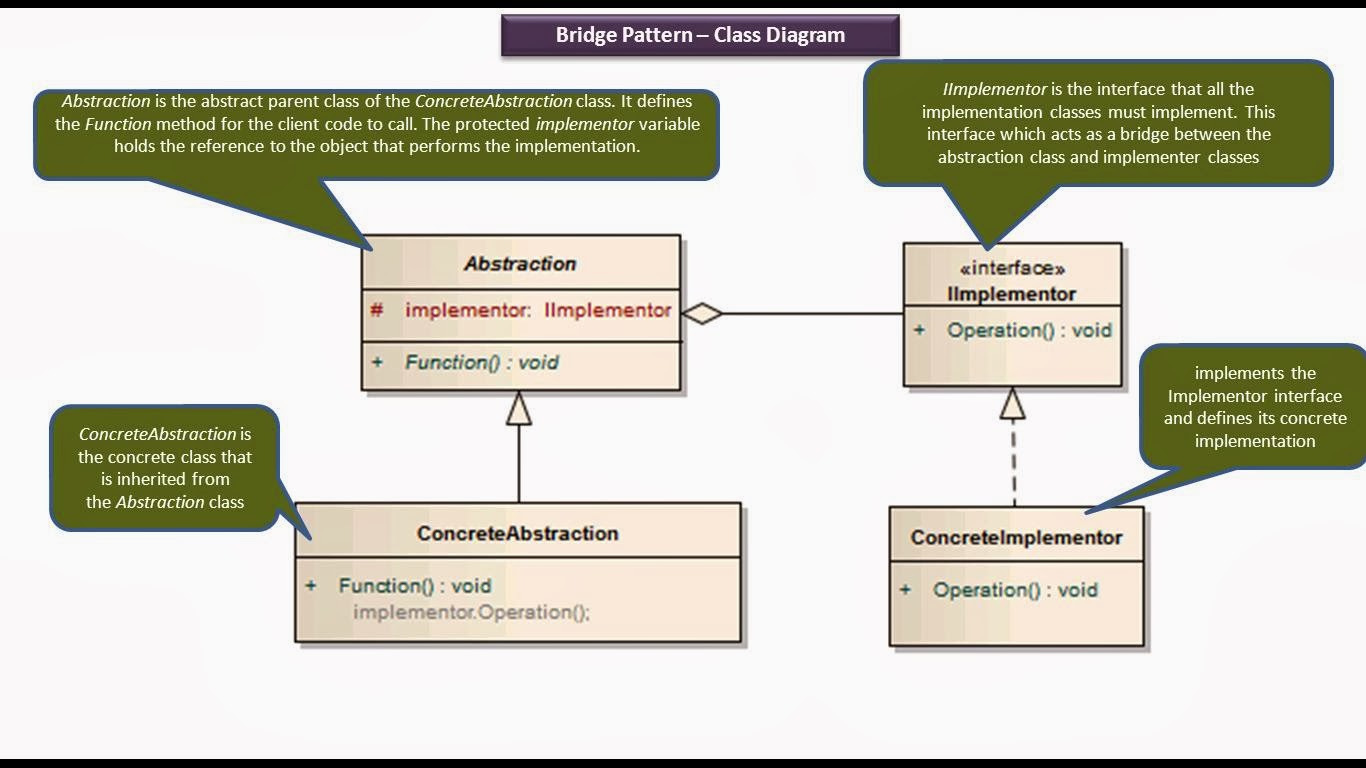 Bridge Pattern – Class Diagram
Abstraction is the abstract parent class of the ConcreteAbstraction class. It defines
the Function method for the client code to call. The protected implementor variable
holds the reference to the object that performs the implementation.
IImplementor is the interface that all the
implementation classes must implement. This
interface which acts as a bridge between the
abstraction class and implementer classes
Abstraction
# implementor: IImplementor
+ Function() : void
«interface»
IImplementor
+ Operation() : void
implements the
Implementor interface
and defines its concrete
implementation
ConcreteAbstraction is
the concrete class that
is inherited from
the Abstraction class
ConcreteAbstraction
+ Function() : void
implementor.Operation();
ConcreteImplementor
+ Operation() : void